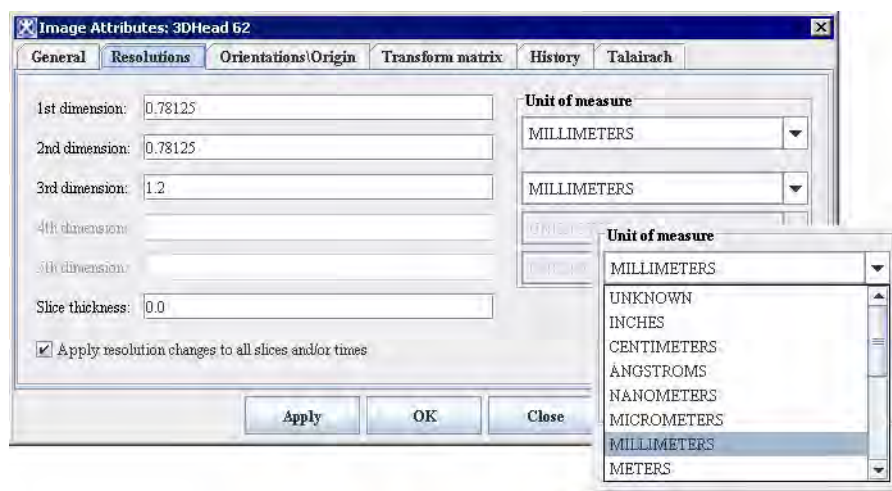 Image Attributes: 3DHead 62
General Resolutions Orientations\Origin Transform matrix History Talairach
Unit of measure
1st dimension: 0.78125
MILLIMETERS
2nd dimension: 0.78125
3rd dimension: 1.2
MILLIMETERS
4th dimension:
5th dimension:
Slice thickness: 0.0
Apply resolution changes to all slices and/or times
Apply OK Close
Unit of measure
MILLIMETERS
UNKNOWN
INCHES
CENTIMETERS
ANGSTROMS
NANOMETERS
MICROMETERS
MILLIMETERS
METERS